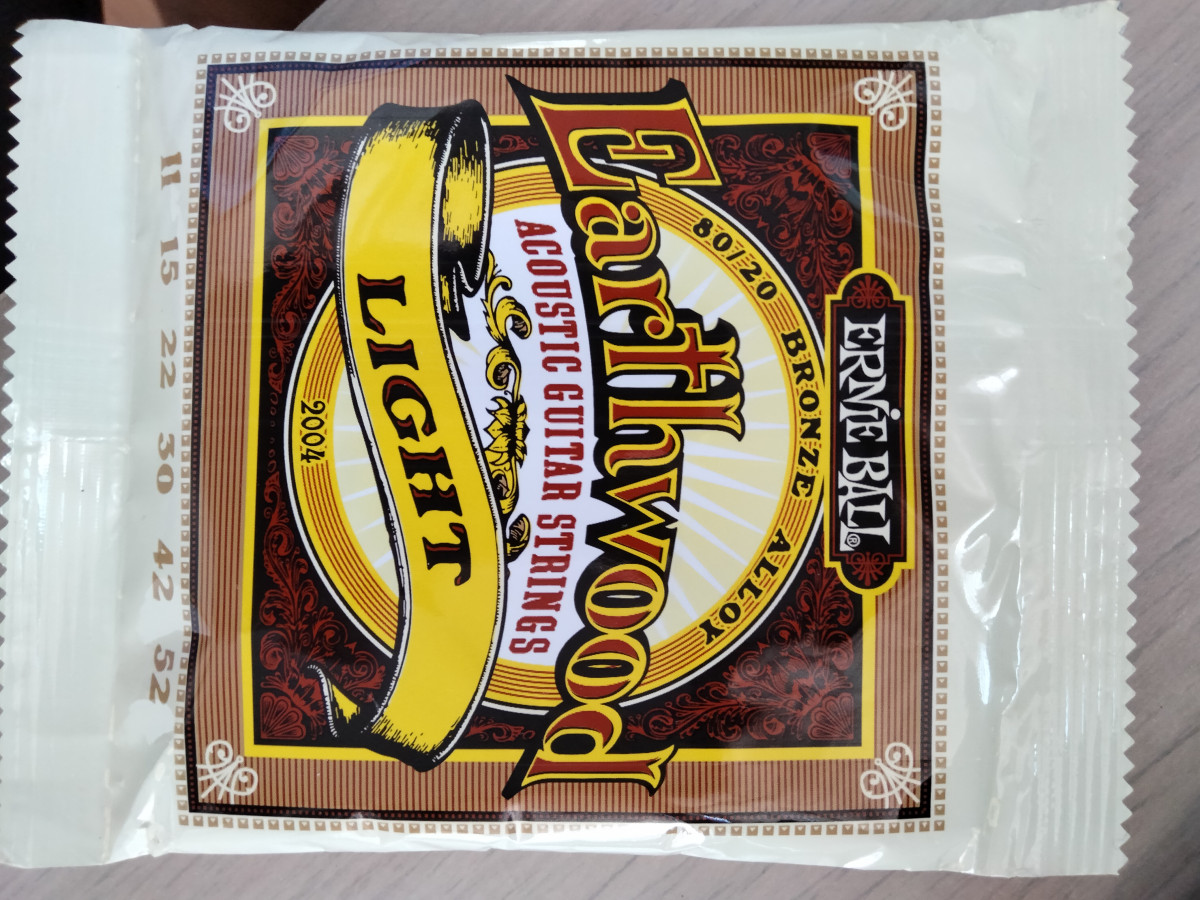 ERNIE BALL®
80/20 BRONZE ALLOY
Earthwood
ACOUSTIC GUITAR STRINGS
LIGHT
2004
11 15 22 30 42 52